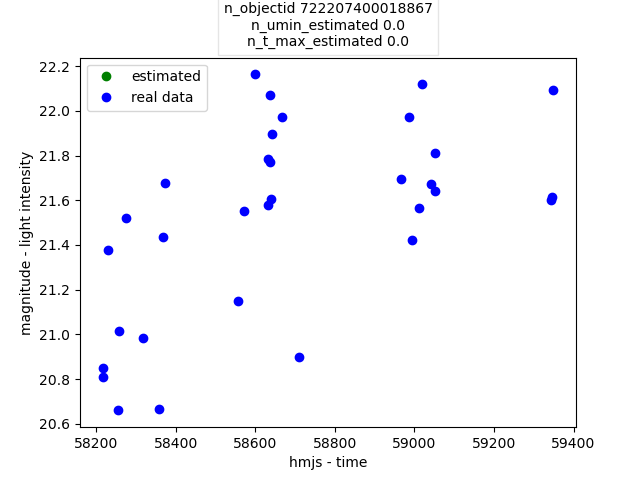 n_objectid 722207400018867
n_umin_estimated 0.0
n_t_max_estimated 0.0
estimated
real data
magnitude - light intensity
22.2
22.0
21.8
21.6
21.4
21.2
21.0
20.8
20.6
58200 58400 58600 58800 59000 59200 59400
hmjs - time